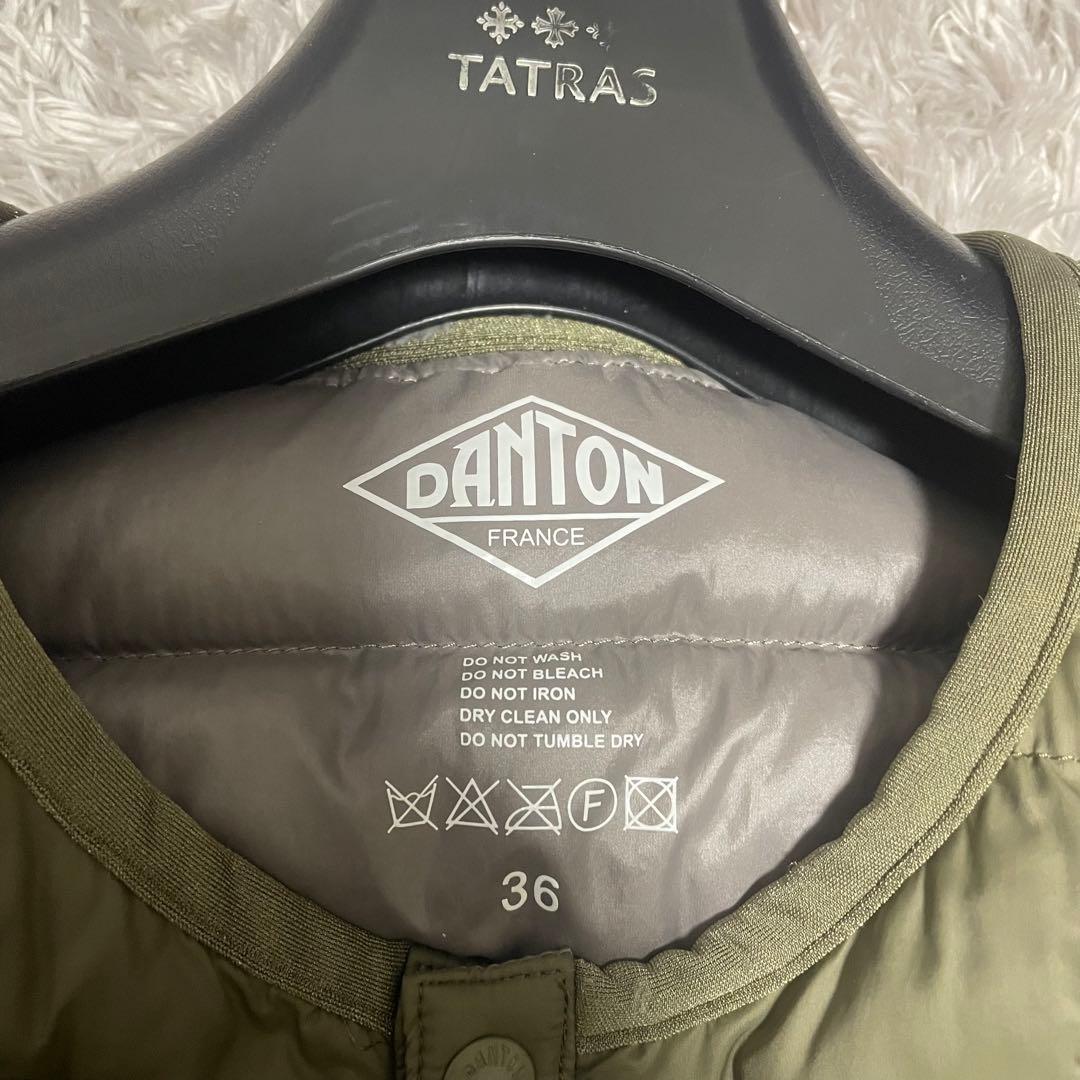 TATRAS
DANTON
FRANCE
DO NOT WASH
DO NOT BLEACH
DO NOT IRON
DRY CLEAN ONLY
DO NOT TUMBLE DRY
F
36
DANTON